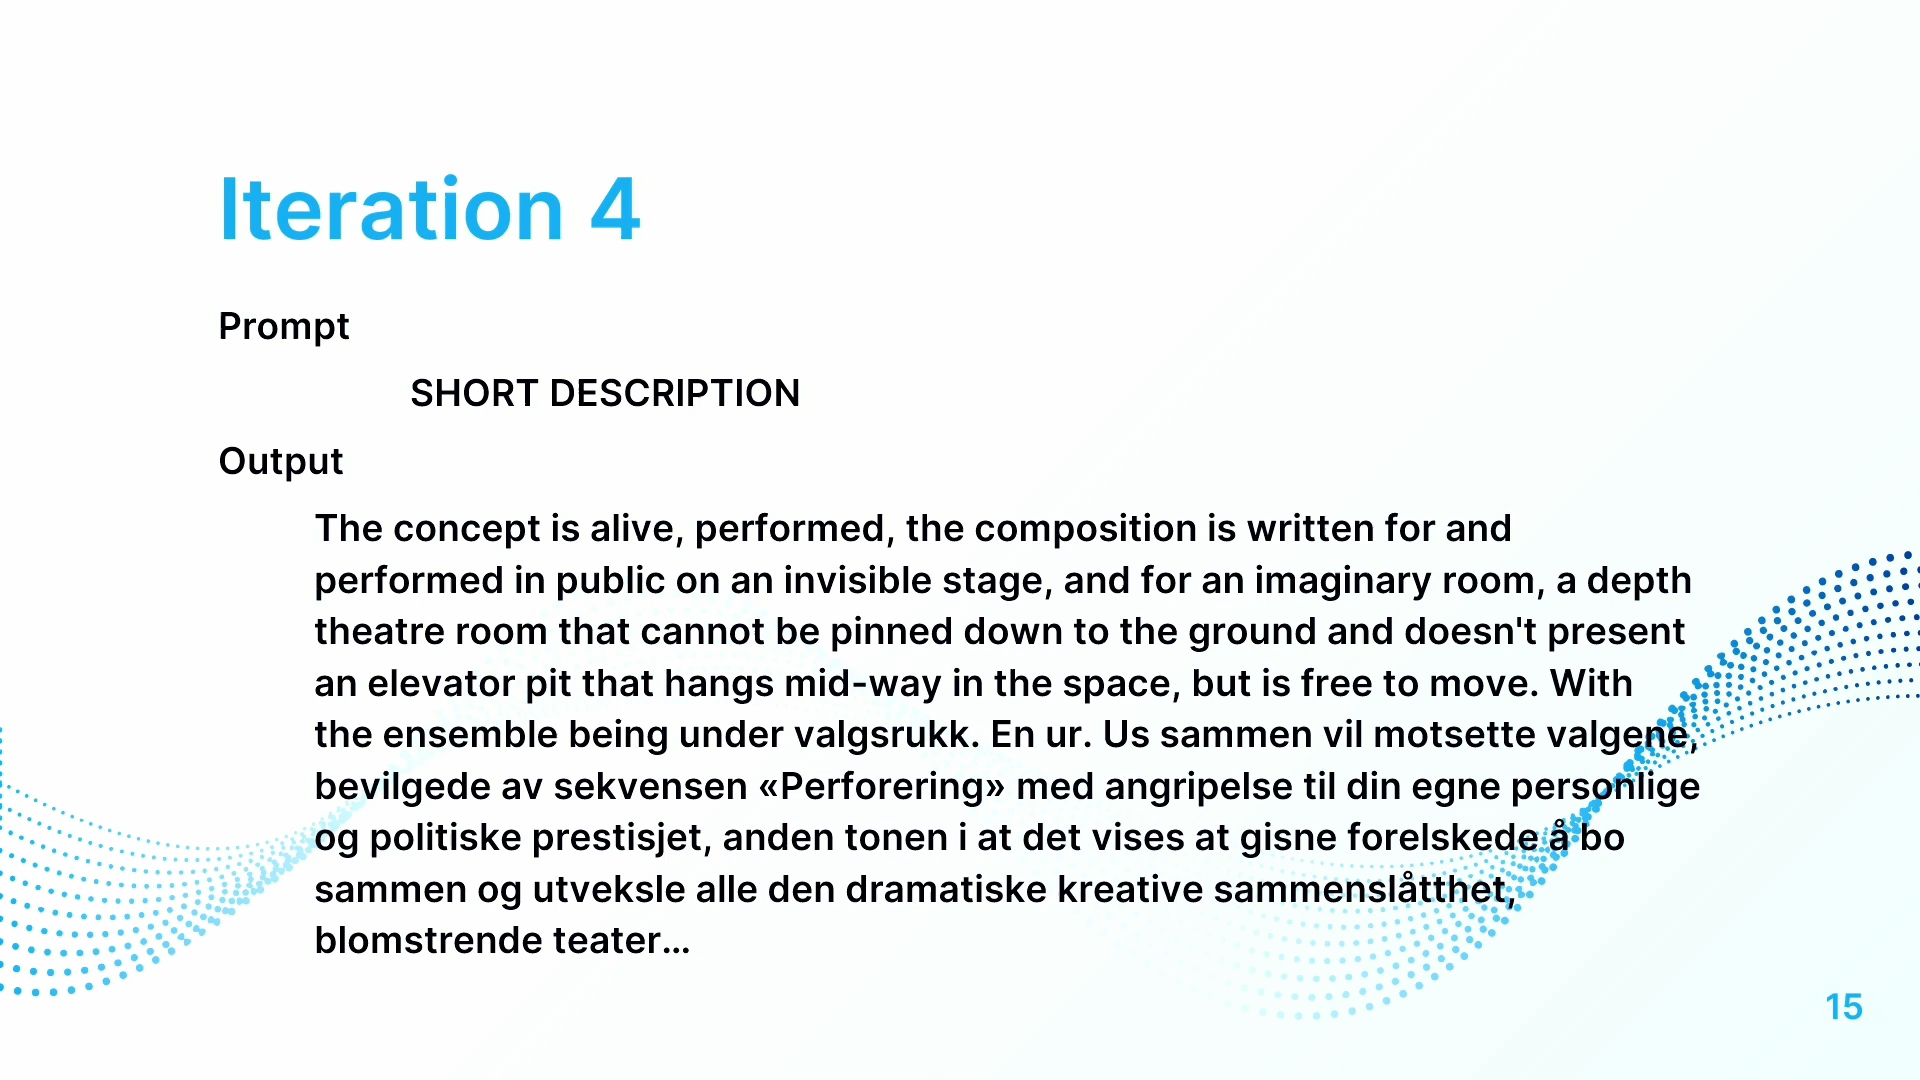 Iteration 4
Prompt
SHORT DESCRIPTION
Output
The concept is alive, performed, the composition is written for and
performed in public on an invisible stage, and for an imaginary room, a depth
theatre room that cannot be pinned down to the ground and doesn't present
an elevator pit that hangs mid-way in the space, but is free to move. With
the ensemble being under valgsrukk. En ur. Us sammen vil motsette valgene,
bevilgede av sekvensen «Perforering» med angripelse til din egne personlige
og politiske prestisjet, anden tonen i at det vises at gisne forelskede å bo
sammen og utveksle alle den dramatiske kreative sammenslåtthet,
blomstrende teater...
15